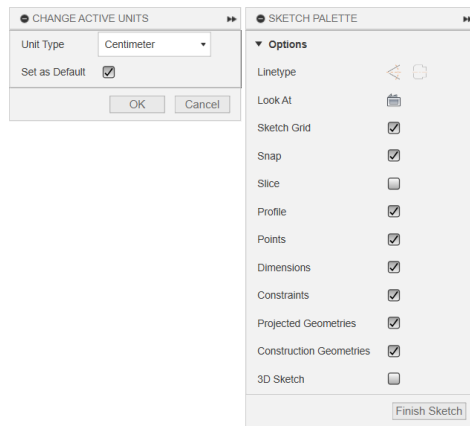 CHANGE ACTIVE UNITS
Unit Type Centimeter
Set as Default
OK Cancel
SKETCH PALETTE
Options
Linetype
Look At
Sketch Grid
Snap
Slice
Profile
Points
Dimensions
Constraints
Projected Geometries
Construction Geometries
3D Sketch
Finish Sketch